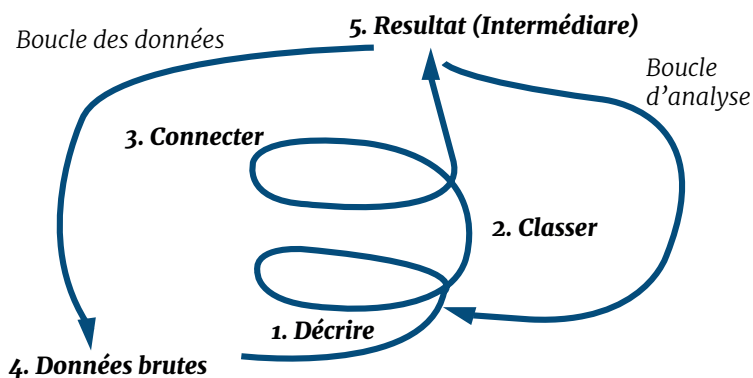 5. Resultat (Intermédiare)
Boucle des données
Boucle
d’analyse
3. Connecter
2. Classer
1. Décrire
4. Données brutes